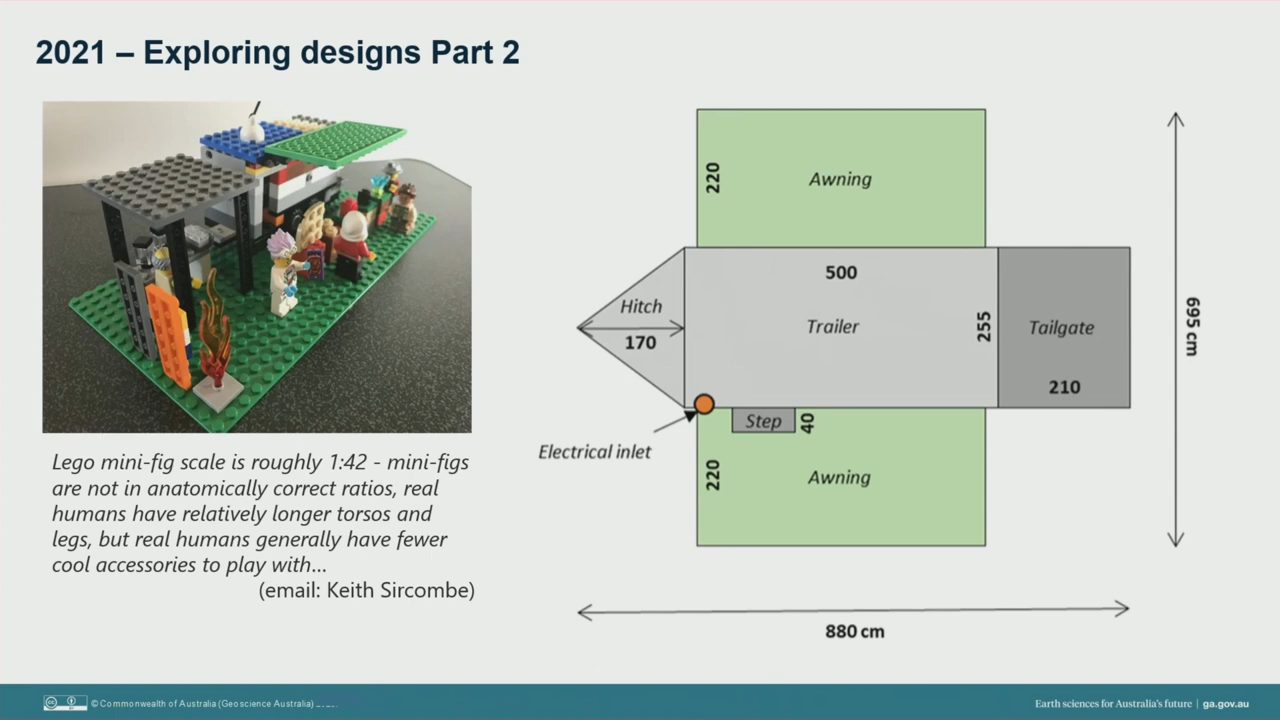 2021 – Exploring designs Part 2
Lego mini-fig scale is roughly 1:42 - mini-figs
are not in anatomically correct ratios, real
humans have relatively longer torsos and
legs, but real humans generally have fewer
cool accessories to play with...
(email: Keith Sircombe)
220
Awning
500
Hitch
170
Trailer
255
Tailgate
210
695 cm
Electrical inlet
Step
40
220
Awning
880 cm
© Commonwealth of Australia (Geoscience Australia)
Earth sciences for Australia's future | ga.gov.au